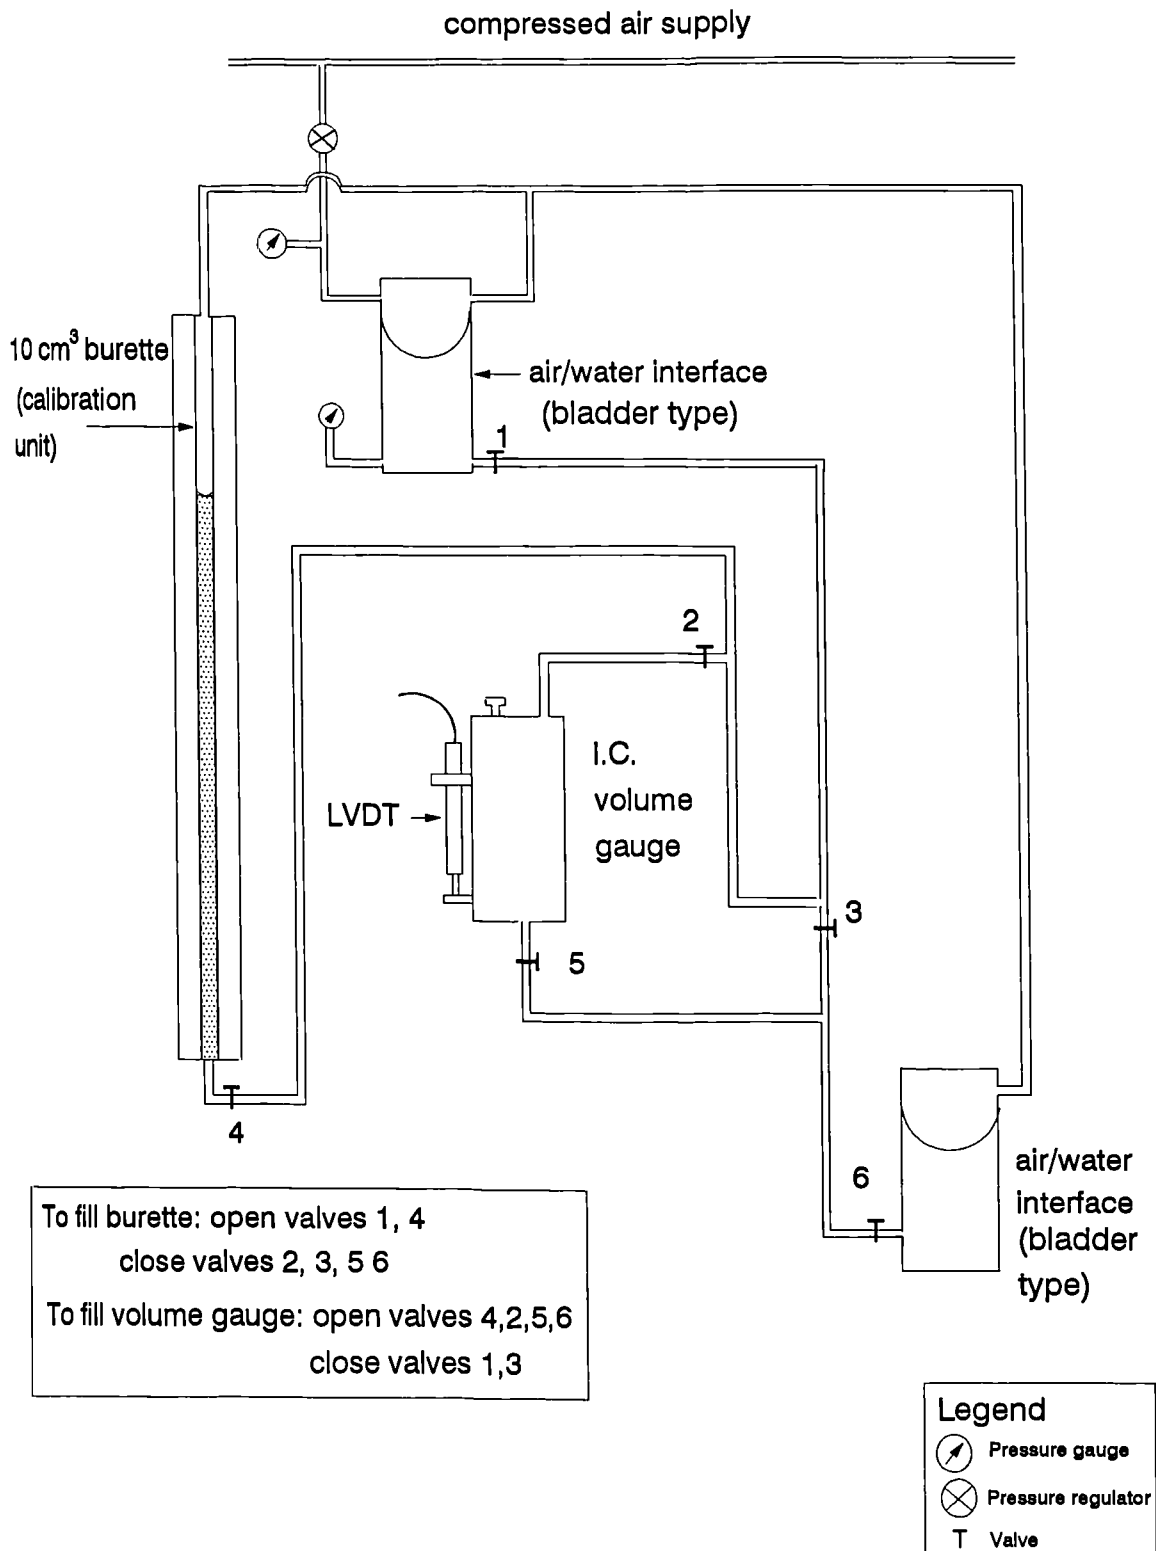 compressed air supply
10 cm³ burette
(calibration
unit)
air/water interface
(bladder type)
1
2
LVDT
I.C.
volume
gauge
3
5
4
6
air/water
interface
(bladder
type)
To fill burette: open valves 1, 4
close valves 2, 3, 5 6
To fill volume gauge: open valves 4,2,5,6
close valves 1,3
Legend
Pressure gauge
Pressure regulator
Valve